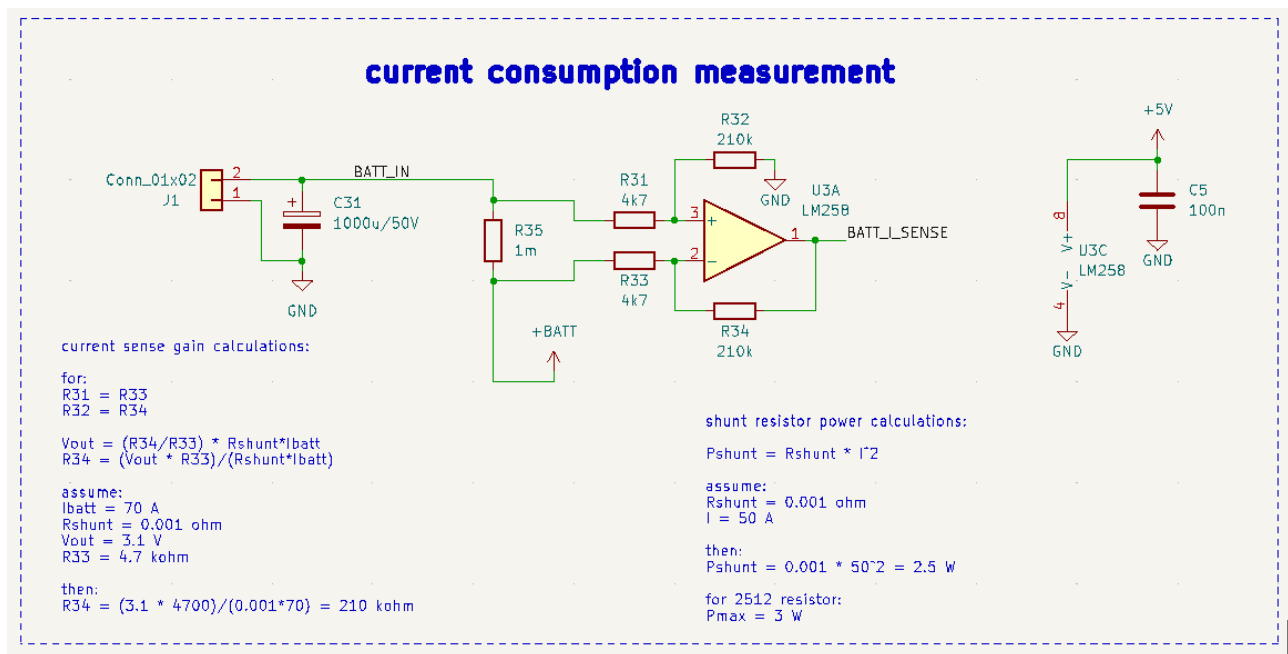 current consumption measurement
Conn_01x02
J1
2
1
BATT_IN
C31
1000u/50V
+
GND
R35
1m
+BATT
R31
4k7
R33
4k7
R32
210k
GND
U3A
LM258
3
+
2
−
1
BATT_I_SENSE
R34
210k
+5V
C5
100n
GND
8
V+
U3C
LM258
V-
4
GND
current sense gain calculations:
for:
R31 = R33
R32 = R34
Vout = (R34/R33) * Rshunt*Ibatt
R34 = (Vout * R33)/(Rshunt*Ibatt)
assume:
Ibatt = 70 A
Rshunt = 0.001 ohm
Vout = 3.1 V
R33 = 4.7 kohm
then:
R34 = (3.1 * 4700)/(0.001*70) = 210 kohm
shunt resistor power calculations:
Pshunt = Rshunt * I^2
assume:
Rshunt = 0.001 ohm
I = 50 A
then:
Pshunt = 0.001 * 50^2 = 2.5 W
for 2512 resistor:
Pmax = 3 W